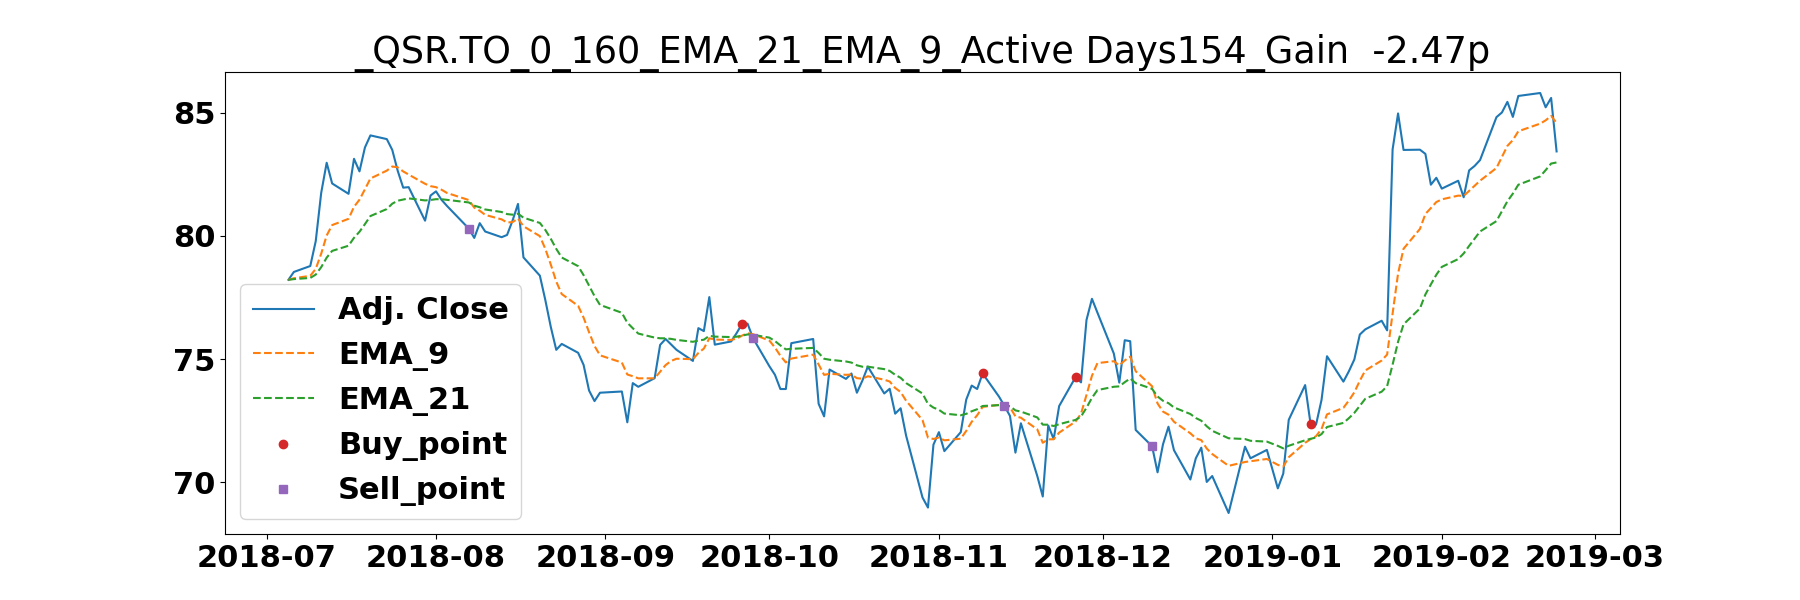 _QSR.TO_0_160_EMA_21_EMA_9_Active Days154_Gain  -2.47p
85
80
75
70
Adj. Close
EMA_9
EMA_21
Buy_point
Sell_point
2018-07 2018-08 2018-09 2018-10 2018-11 2018-12 2019-01 2019-02 2019-03